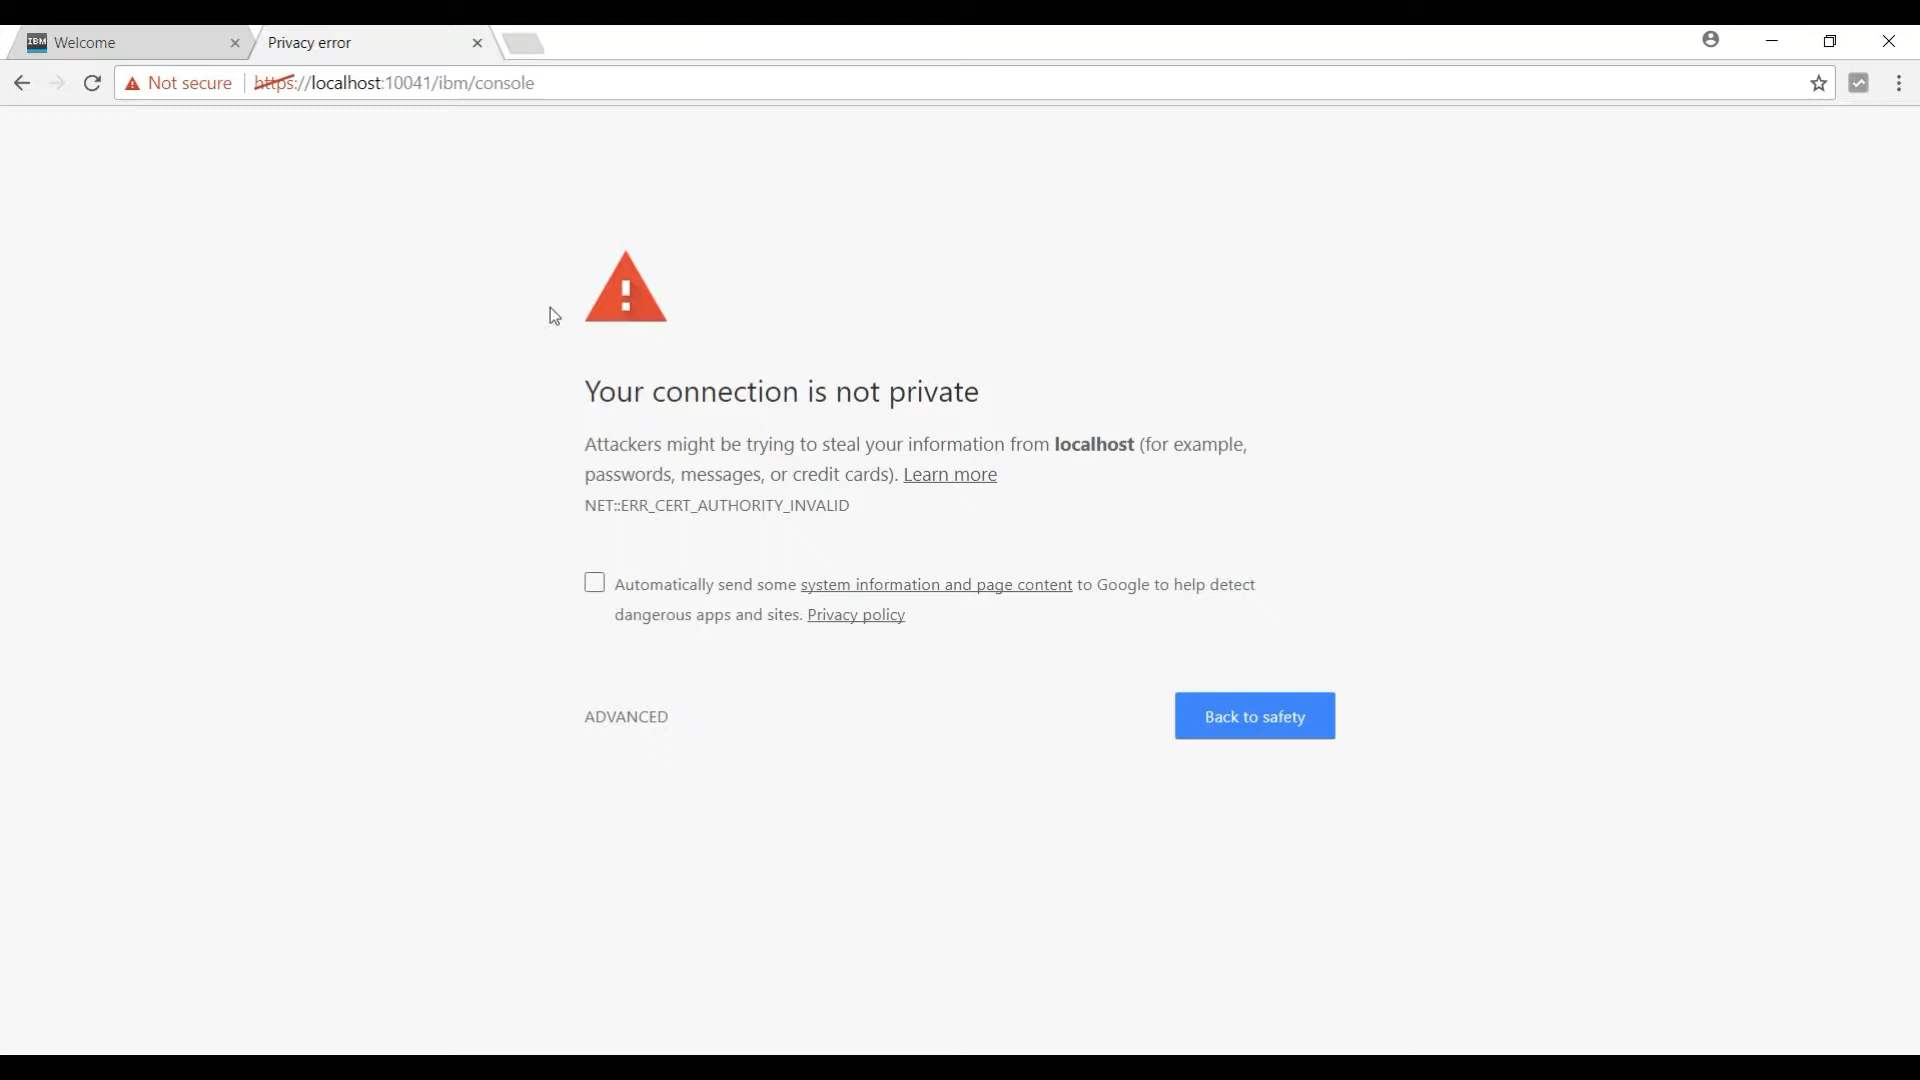 IBM Welcome
Privacy error
Not secure https://localhost:10041/ibm/console
Your connection is not private
Attackers might be trying to steal your information from localhost (for example,
passwords, messages, or credit cards). Learn more
NET::ERR_CERT_AUTHORITY_INVALID
Automatically send some system information and page content to Google to help detect
dangerous apps and sites. Privacy policy
ADVANCED
Back to safety